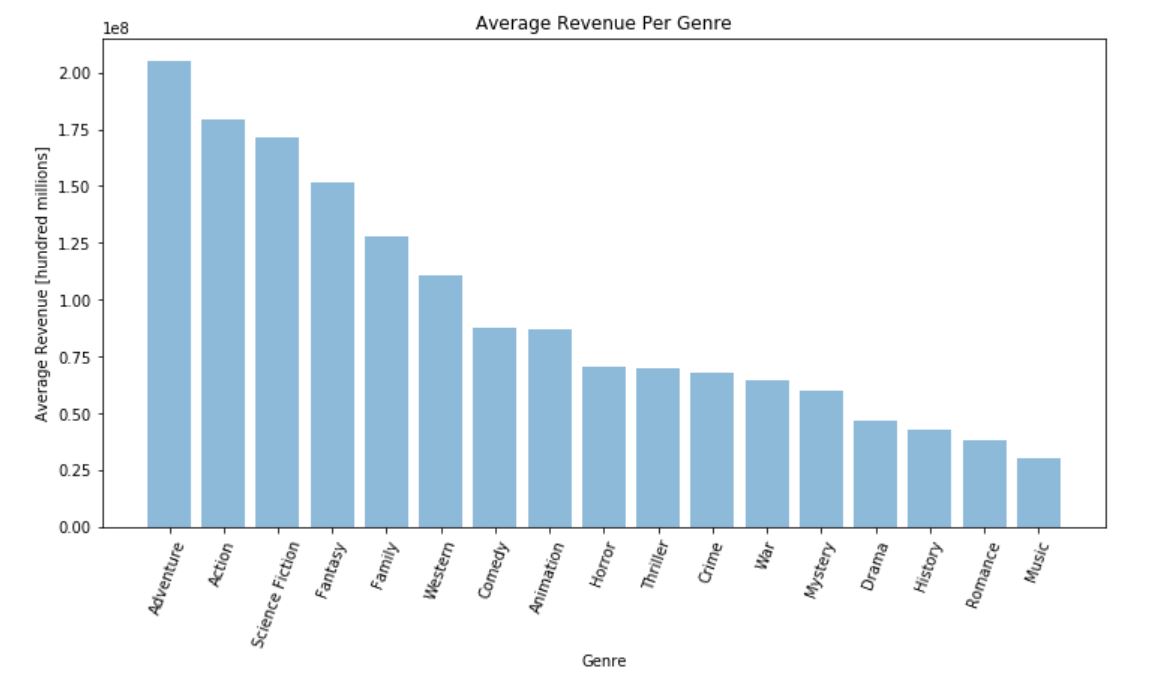 Average Revenue Per Genre
1e8
2.00
1.75
1.50
1.25
1.00
0.75
0.50
0.25
0.00
Average Revenue [hundred millions]
Adventure
Action
Science Fiction
Fantasy
Family
Western
Comedy
Animation
Horror
Thriller
Crime
War
Mystery
Drama
History
Romance
Music
Genre